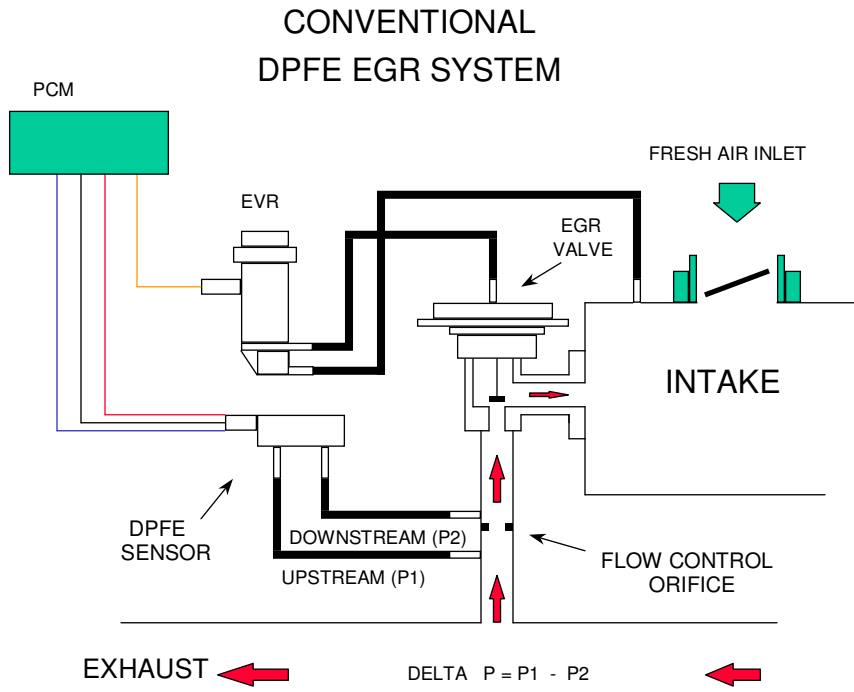 CONVENTIONAL
DPFE EGR SYSTEM
PCM
FRESH AIR INLET
EVR
EGR
VALVE
INTAKE
DPFE
SENSOR
DOWNSTREAM (P2)
UPSTREAM (P1)
FLOW CONTROL
ORIFICE
EXHAUST
DELTA P = P1 - P2